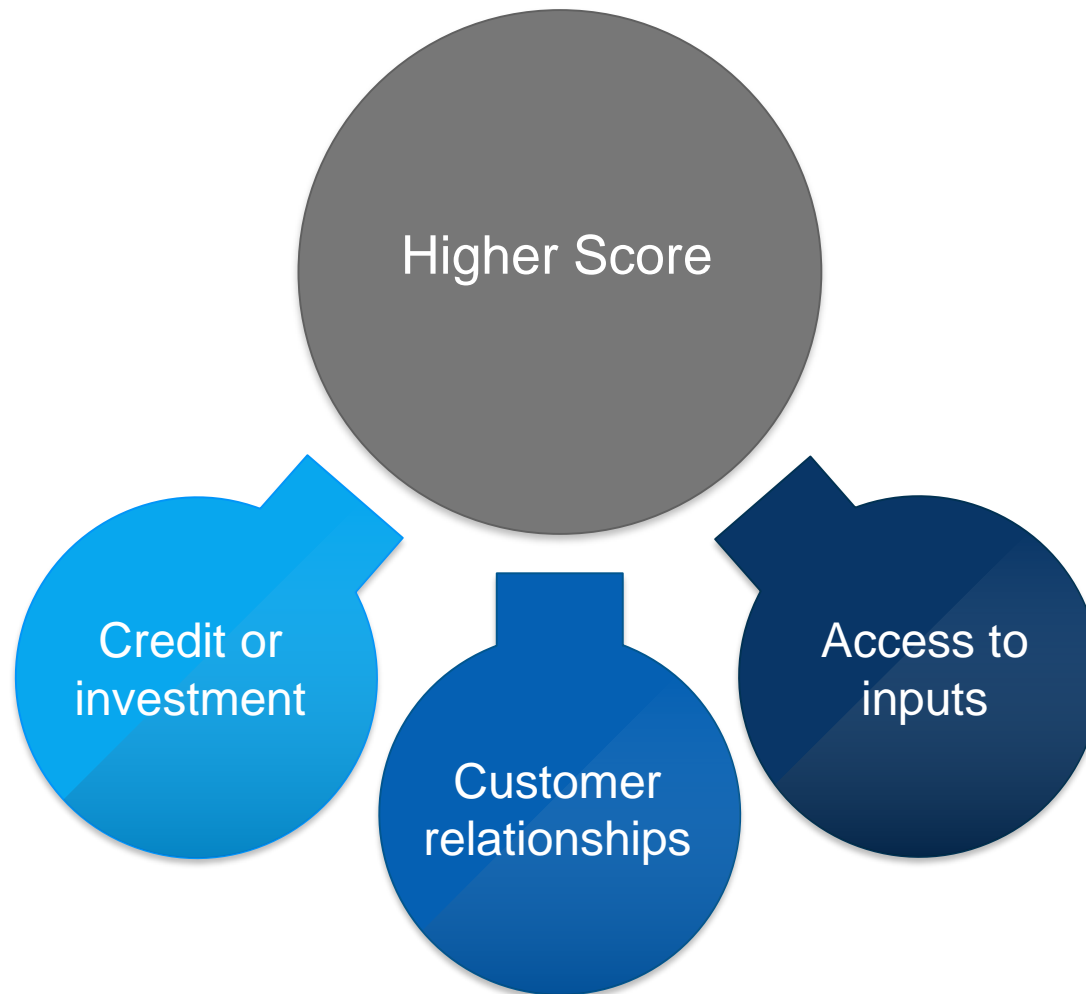 Higher Score
Credit or
investment
Customer
relationships
Access to
inputs